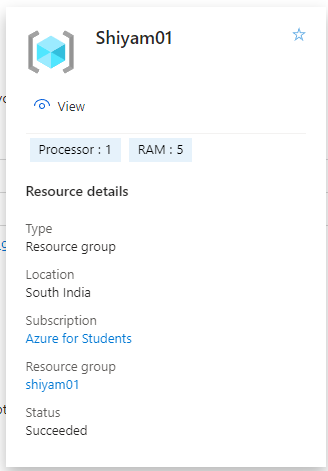 Shiyam01
View
Processor : 1 RAM : 5
Resource details
Type
Resource group
Location
South India
Subscription
Azure for Students
Resource group
shiyam01
Status
Succeeded